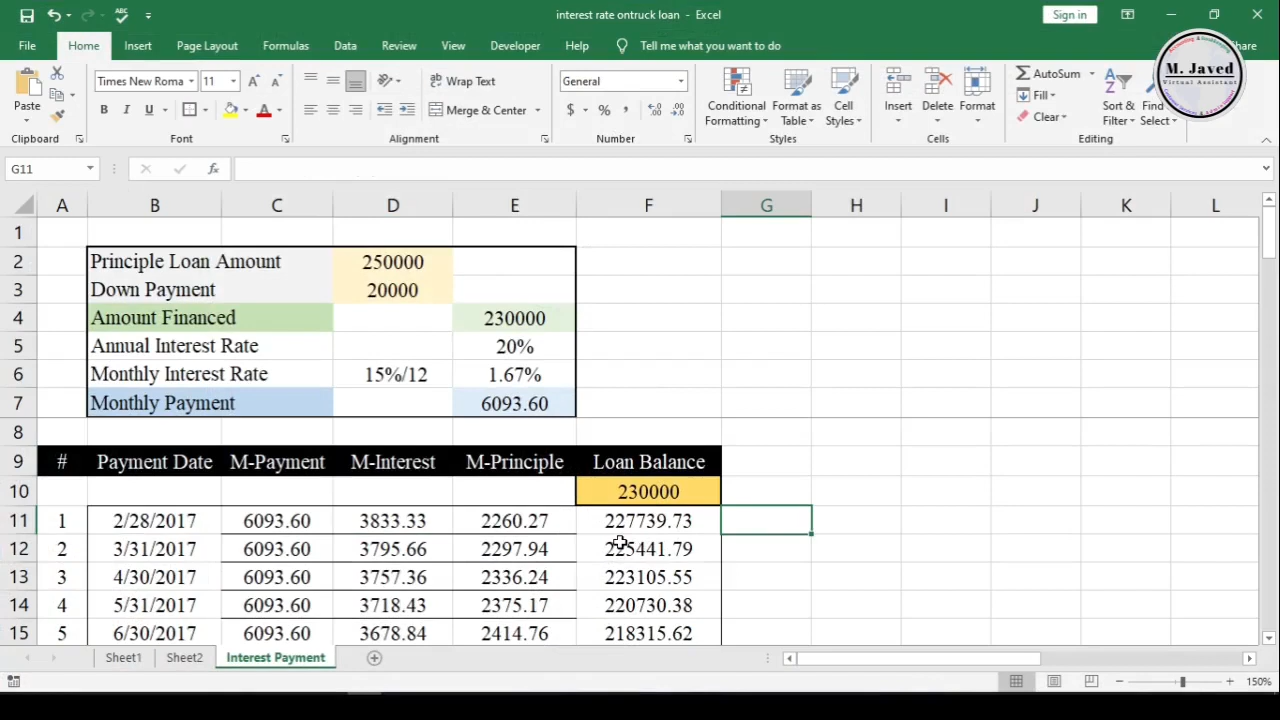 interest rate ontruck loan - Excel
Sign in
File Home Insert Page Layout Formulas Data Review View Developer Help Tell me what you want to do Share
M. Javed
Virtual Assistant
Paste
Clipboard
Times New Roma 11
B I U A
Font
Wrap Text
Merge & Center
Alignment
General
$ % ,
Number
Conditional Formatting
Format as Table
Cell Styles
Styles
Insert Delete Format
Cells
AutoSum
Fill
Clear
Sort & Filter
Find
Select
Editing
G11 fx
A B C D E F G H I J K L
1
2 Principle Loan Amount 250000
3 Down Payment 20000
4 Amount Financed 230000
5 Annual Interest Rate 20%
6 Monthly Interest Rate 15%/12 1.67%
7 Monthly Payment 6093.60
8
9 # Payment Date M-Payment M-Interest M-Principle Loan Balance
10 230000
11 1 2/28/2017 6093.60 3833.33 2260.27 227739.73
12 2 3/31/2017 6093.60 3795.66 2297.94 225441.79
13 3 4/30/2017 6093.60 3757.36 2336.24 223105.55
14 4 5/31/2017 6093.60 3718.43 2375.17 220730.38
15 5 6/30/2017 6093.60 3678.84 2414.76 218315.62
Sheet1 Sheet2 Interest Payment
150%